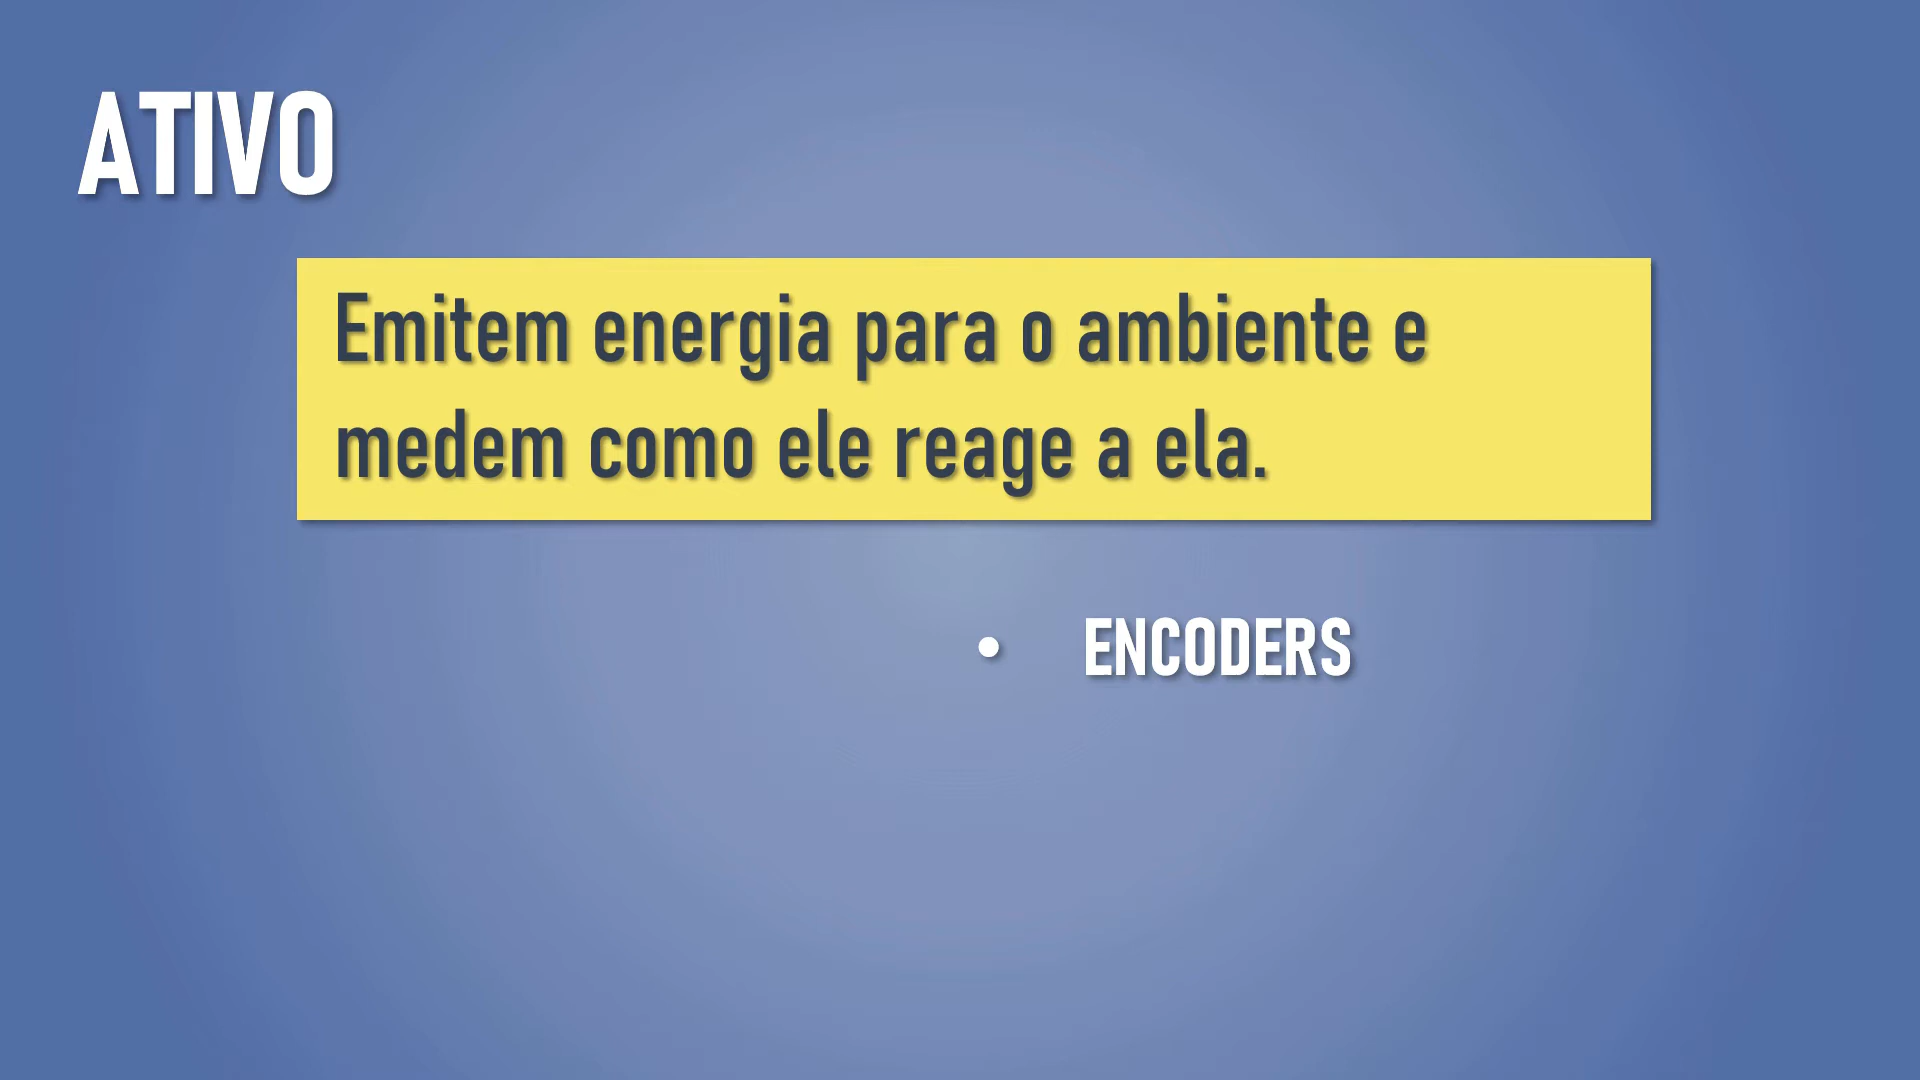 ATIVO
Emitem energia para o ambiente e
medem como ele reage a ela.
• ENCODERS